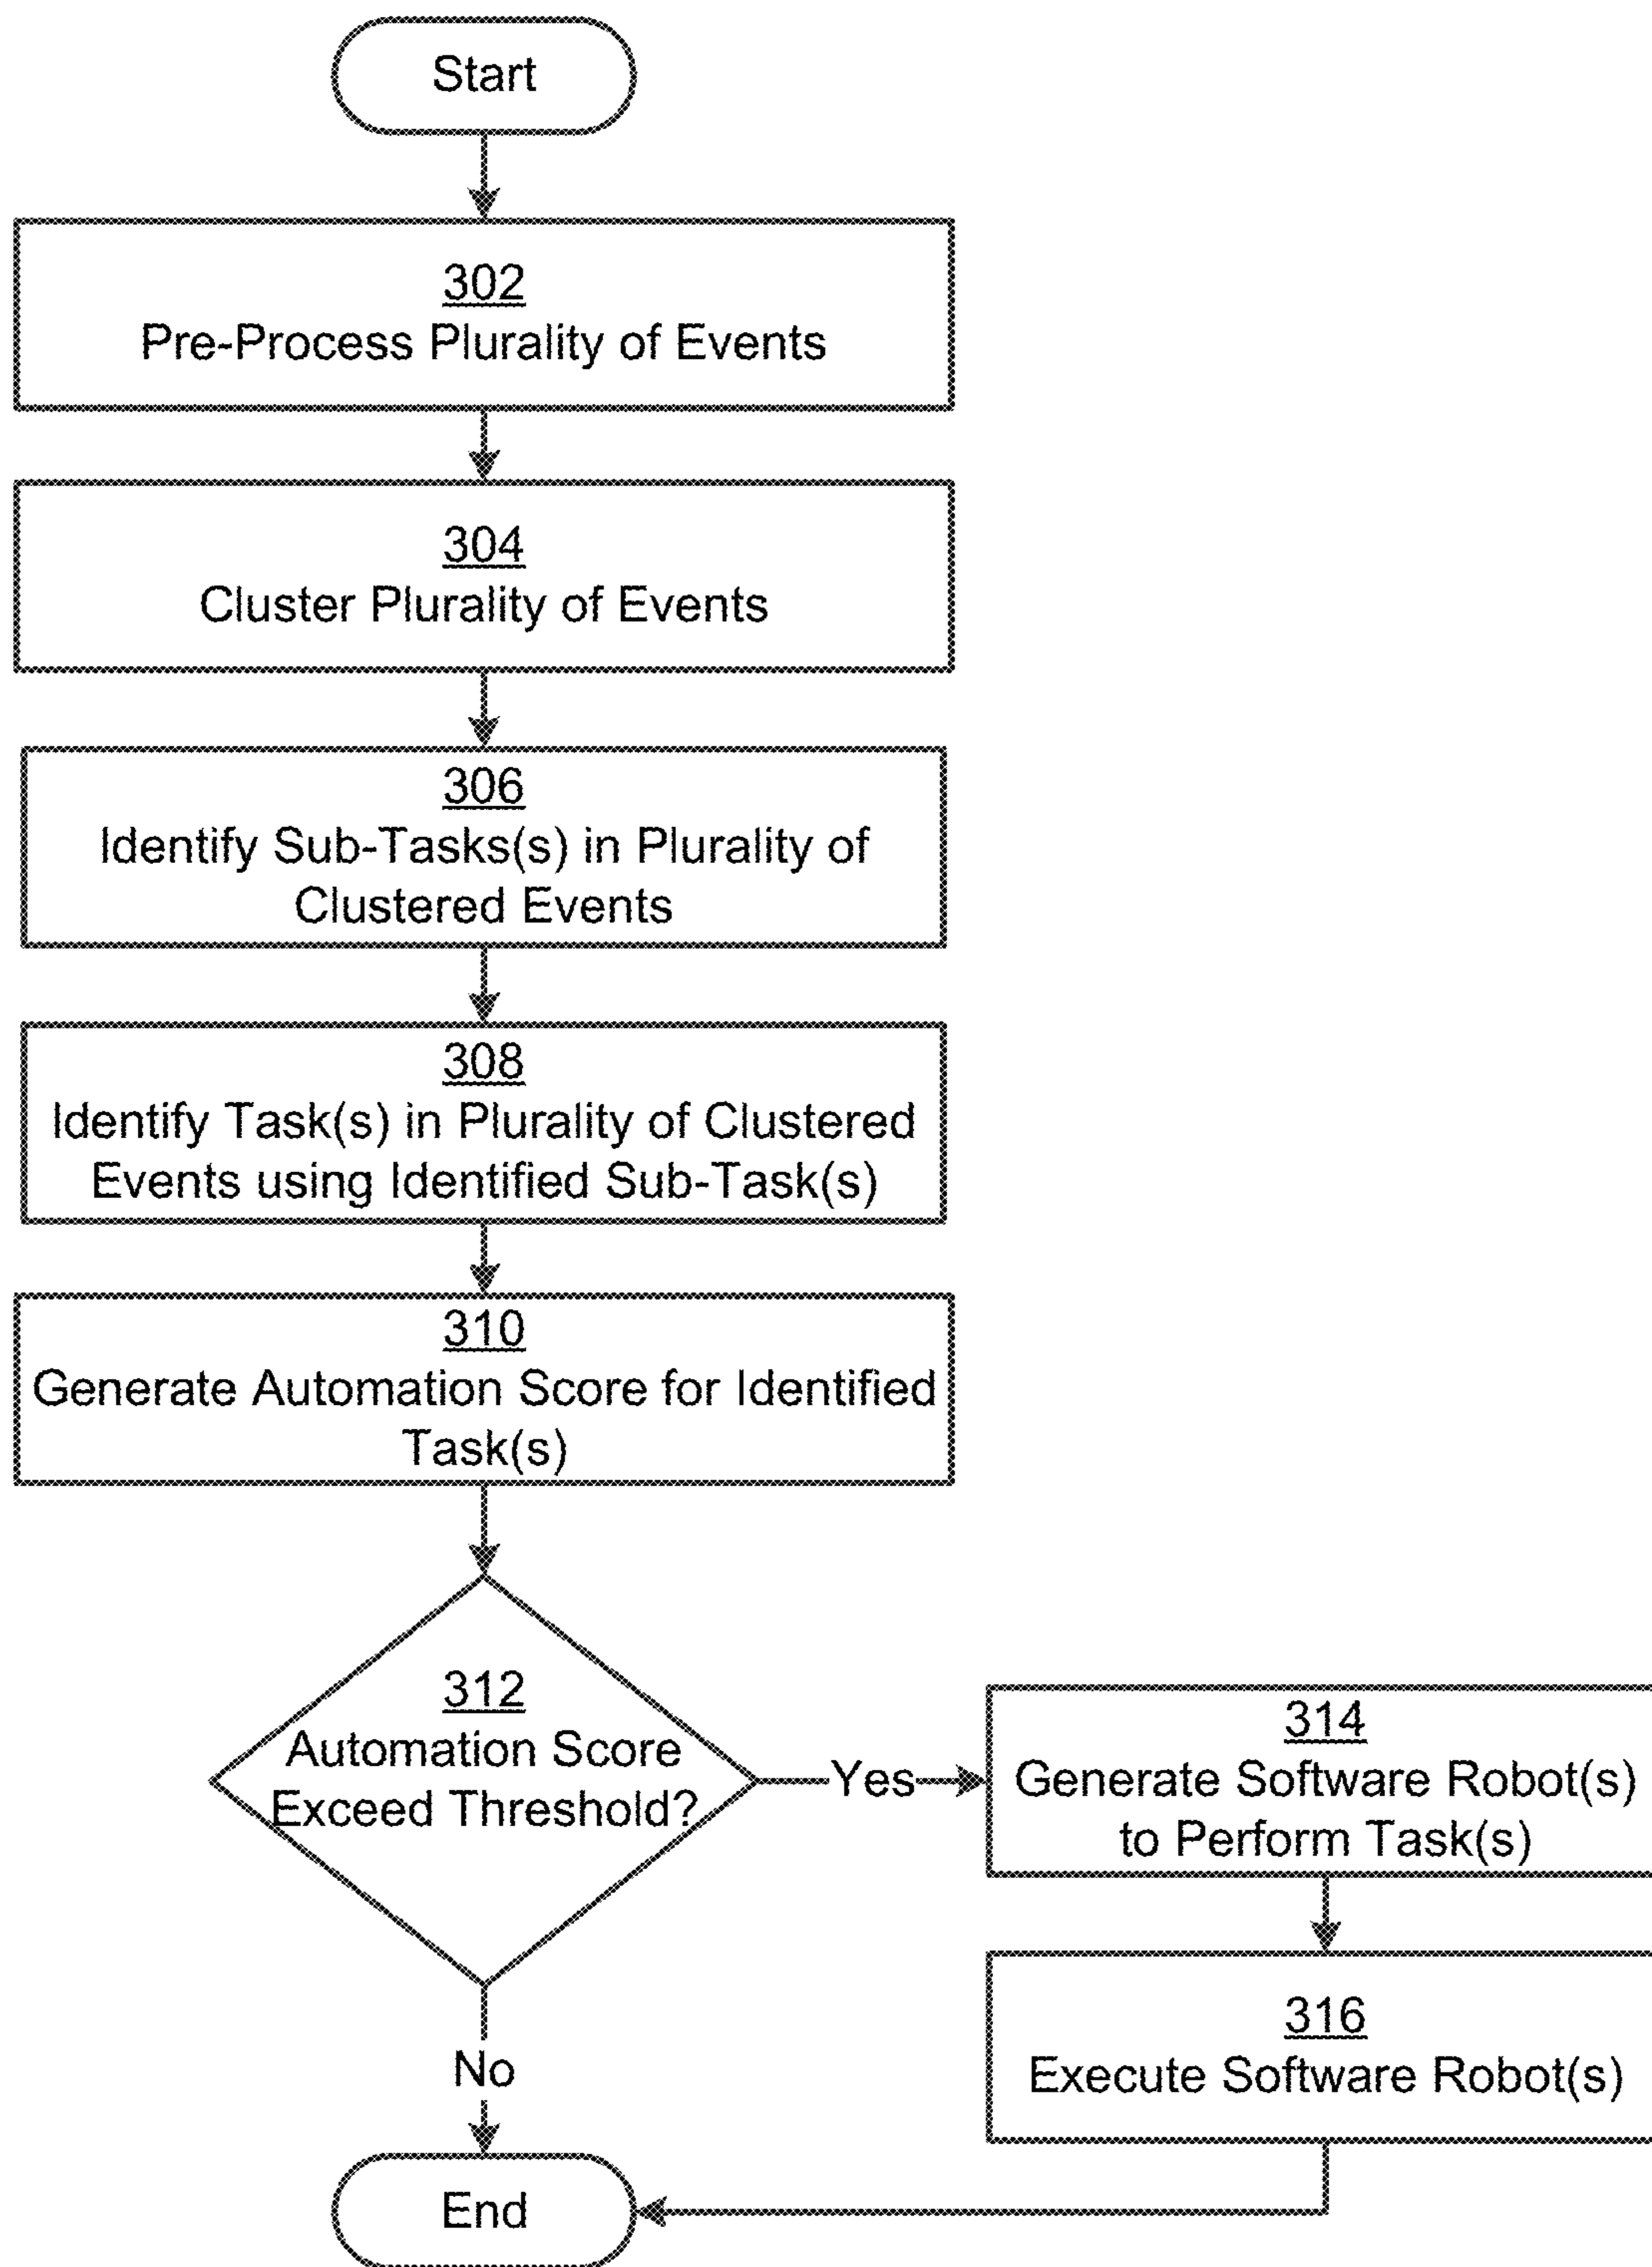 Start
302
Pre-Process Plurality of Events
304
Cluster Plurality of Events
306
Identify Sub-Tasks(s) in Plurality of
Clustered Events
308
Identify Task(s) in Plurality of Clustered
Events using Identified Sub-Task(s)
310
Generate Automation Score for Identified
Task(s)
312
Automation Score
Exceed Threshold?
Yes
314
Generate Software Robot(s)
to Perform Task(s)
316
Execute Software Robot(s)
No
End